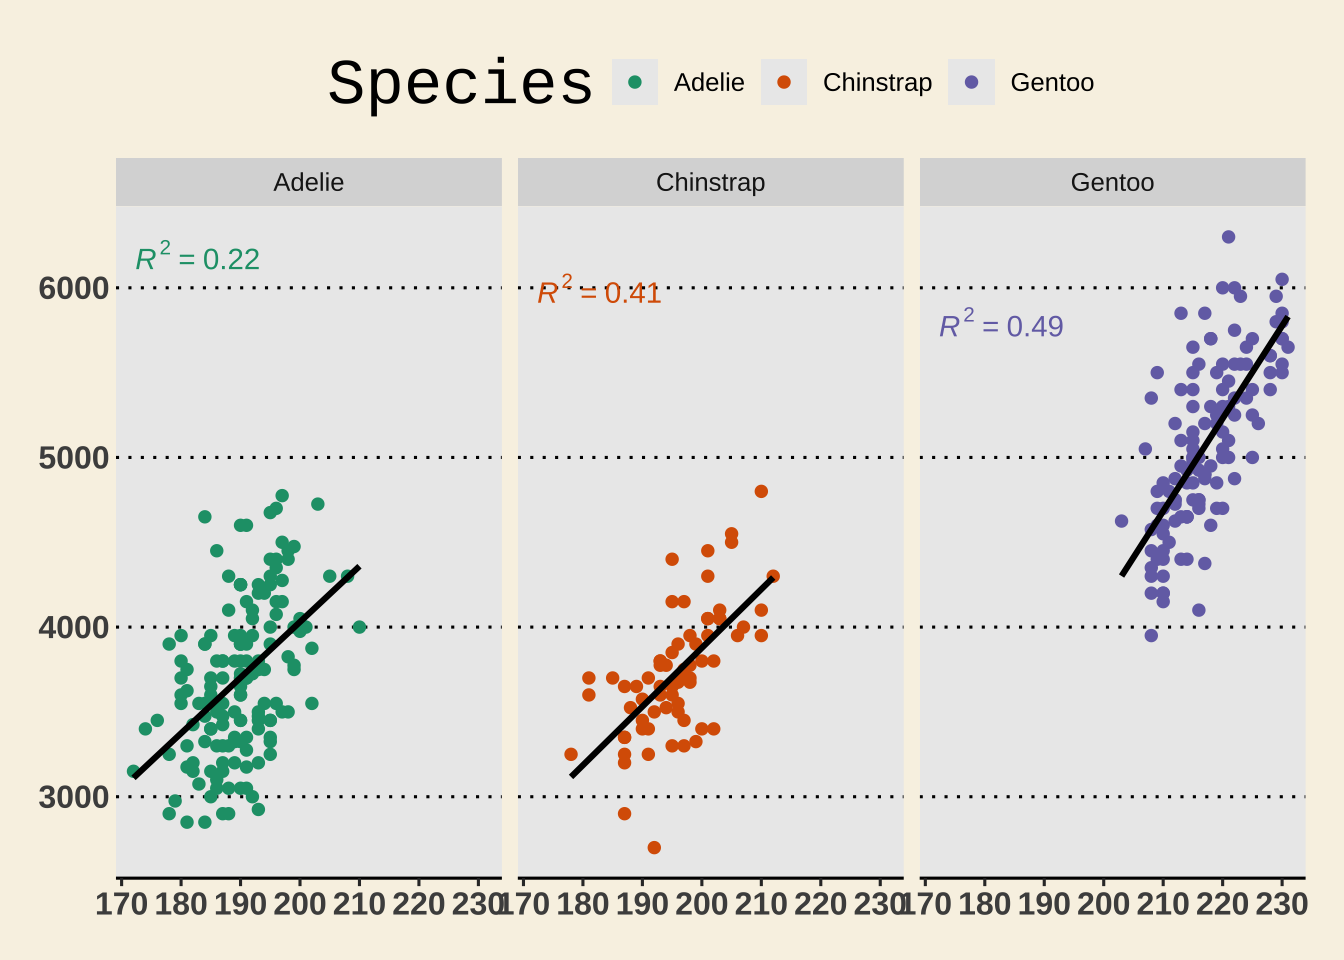 Species Adelie Chinstrap Gentoo
Adelie Chinstrap Gentoo
R² = 0.22
6000 R² = 0.41
R² = 0.49
5000
4000
3000
170 180 190 200 210 220 230 170 180 190 200 210 220 230 170 180 190 200 210 220 230